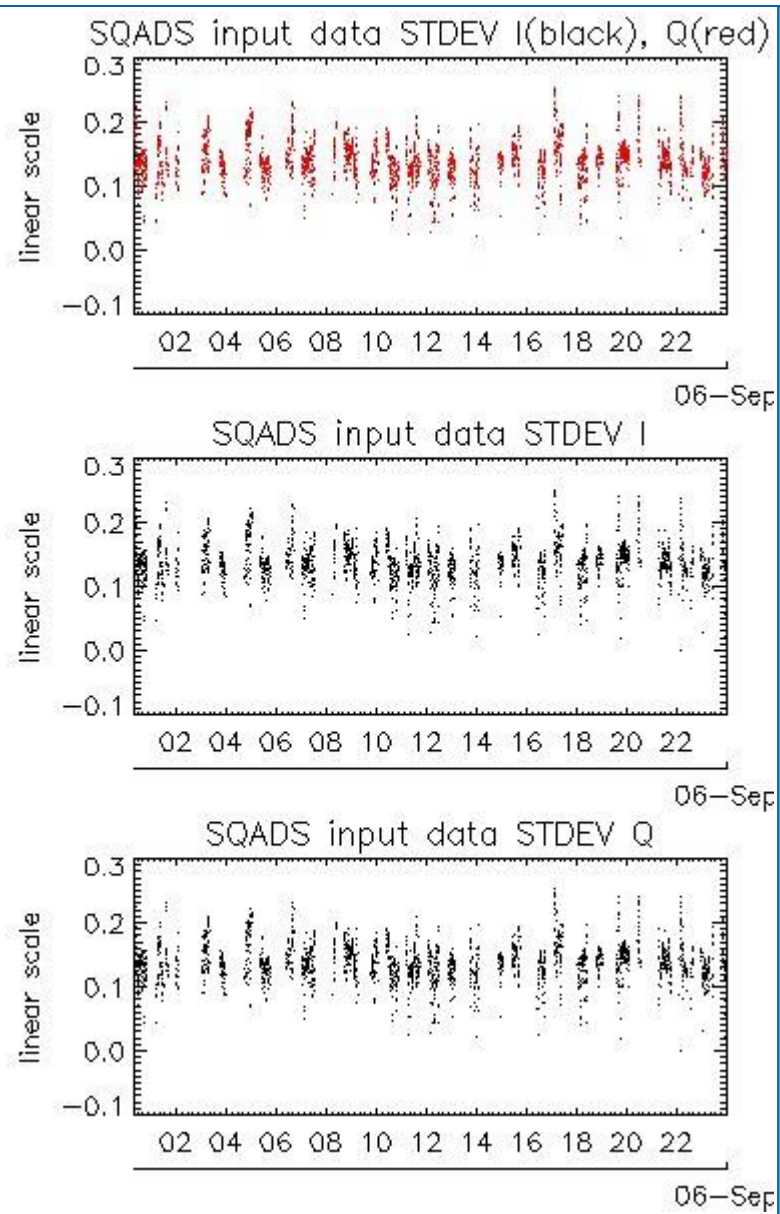 SQADS input data STDEV I(black), Q(red)
0.3
0.2
0.1
0.0
−0.1
linear scale
02 04 06 08 10 12 14 16 18 20 22
06−Sep
SQADS input data STDEV I
0.3
0.2
0.1
0.0
−0.1
linear scale
02 04 06 08 10 12 14 16 18 20 22
06−Sep
SQADS input data STDEV Q
0.3
0.2
0.1
0.0
−0.1
linear scale
02 04 06 08 10 12 14 16 18 20 22
06−Sep